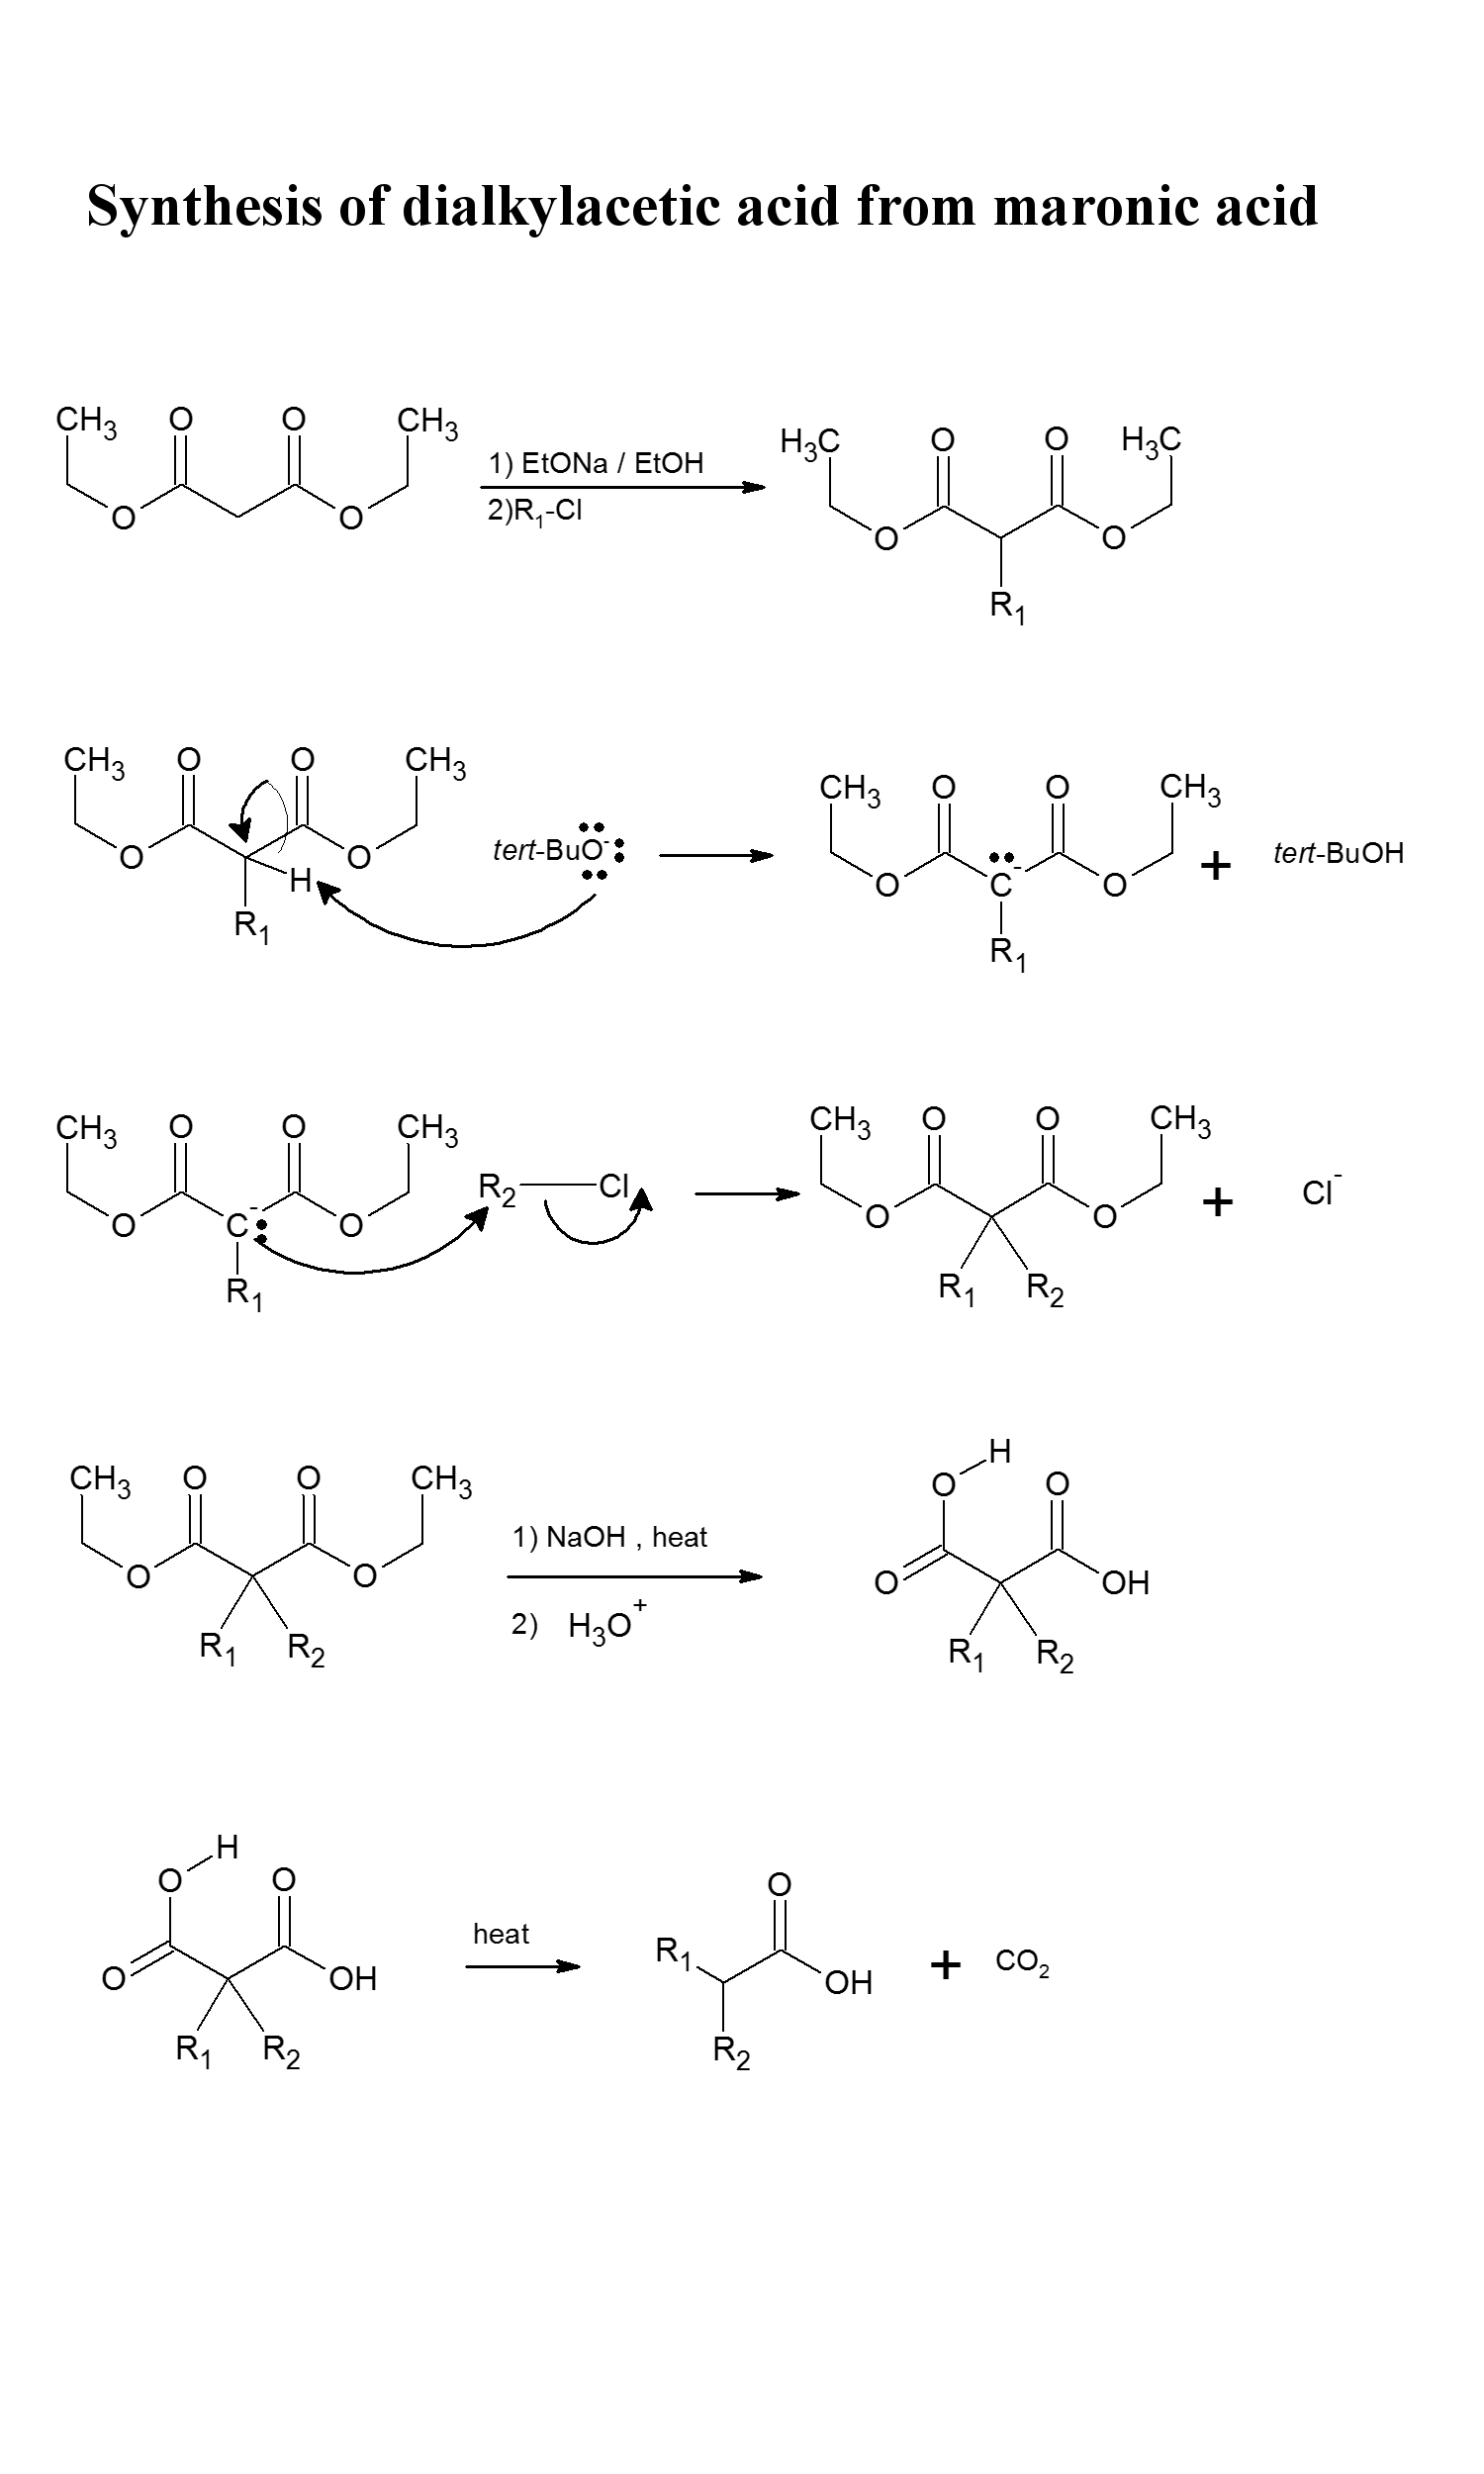 Synthesis of dialkylacetic acid from maronic acid
CH3 O O CH3
1) EtONa / EtOH
2)R1-Cl
O O
H3C O O H3C
O O
R1
CH3 O O CH3
O O
H
R1
tert-BuO-
CH3 O O CH3
O C- O
R1
+ tert-BuOH
CH3 O O CH3
O C- O
R1
R2 Cl
CH3 O O CH3
O O
R1 R2
+ Cl-
CH3 O O CH3
O O
R1 R2
1) NaOH , heat
2) H3O+
H
O O
O OH
R1 R2
H
O O
O OH
R1 R2
heat
O
R1
OH
R2
+ CO2